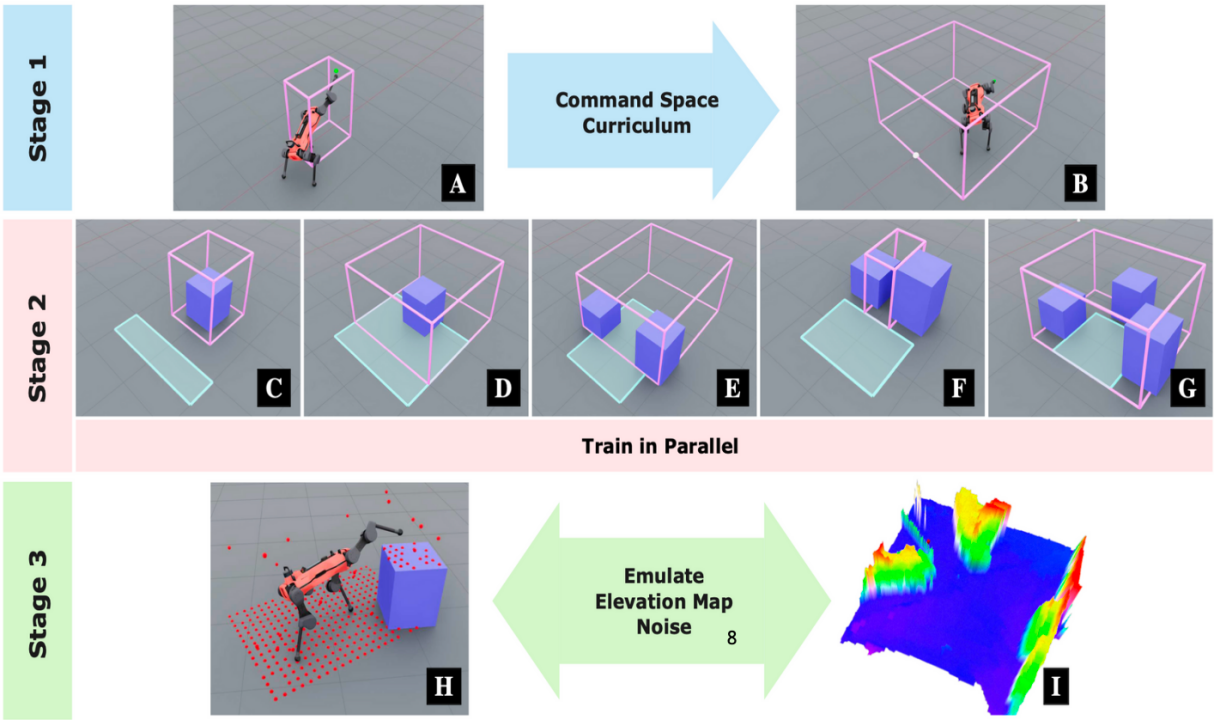 Stage 1
A
Command Space
Curriculum
B
Stage 2
C
D
E
F
G
Train in Parallel
Stage 3
H
Emulate
Elevation Map
Noise
8
I